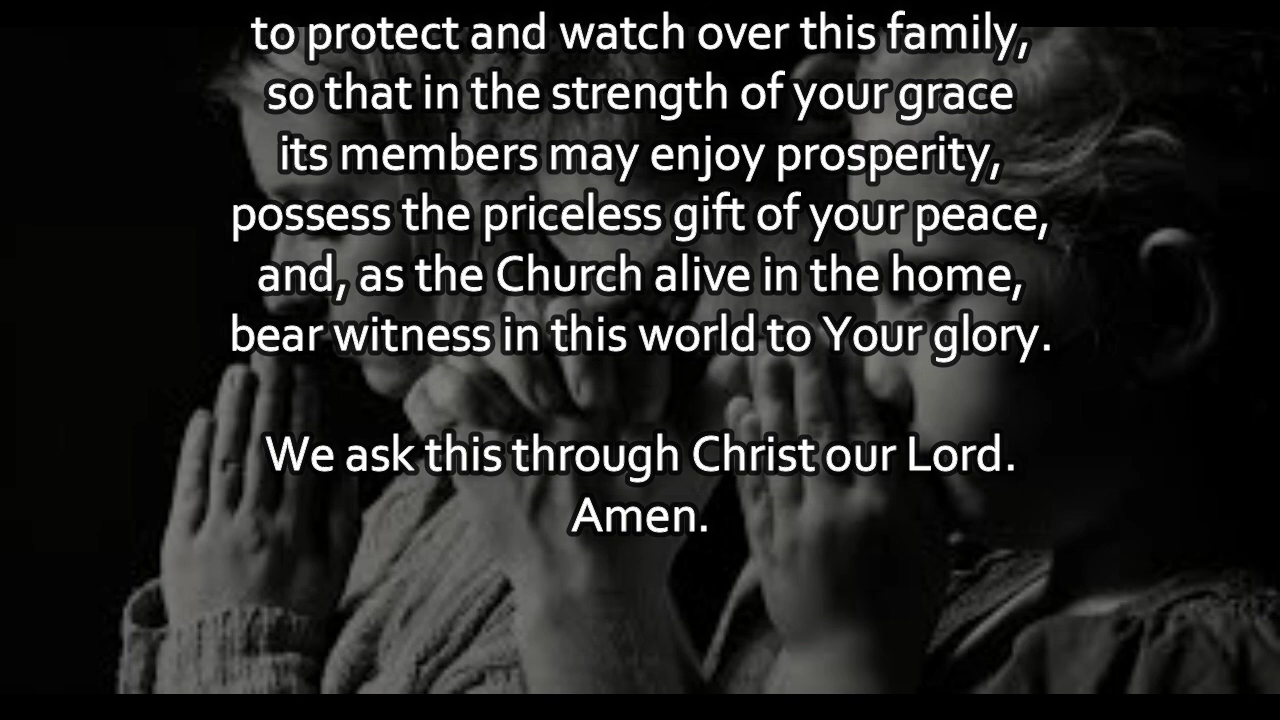 to protect and watch over this family,
so that in the strength of your grace
its members may enjoy prosperity,
possess the priceless gift of your peace,
and, as the Church alive in the home,
bear witness in this world to Your glory.
We ask this through Christ our Lord.
Amen.